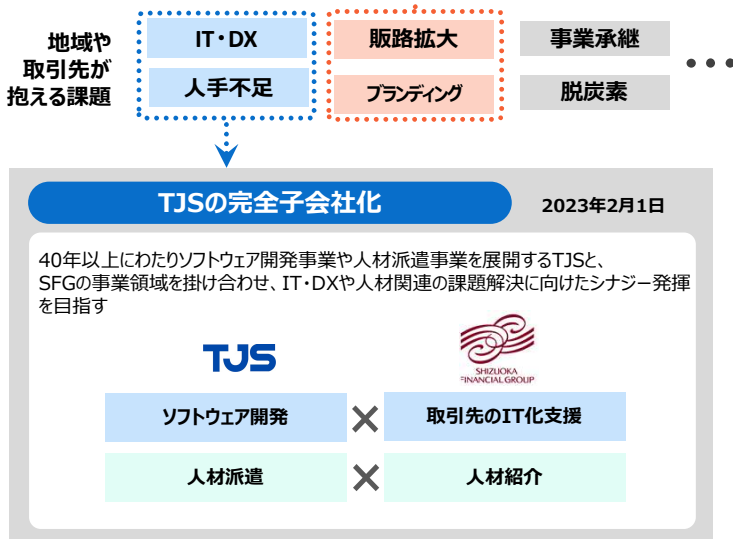 地域や
取引先が
抱える課題
IT・DX
販路拡大
事業承継
人手不足
ブランディング
脱炭素
TJSの完全子会社化
2023年2月1日
40年以上にわたりソフトウェア開発事業や人材派遣事業を展開するTJSと、
SFGの事業領域を掛け合わせ、IT・DXや人材関連の課題解決に向けたシナジー発揮
を目指す
TJS
SHIZUOKA
FINANCIAL GROUP
ソフトウェア開発
取引先のIT化支援
人材派遣
人材紹介